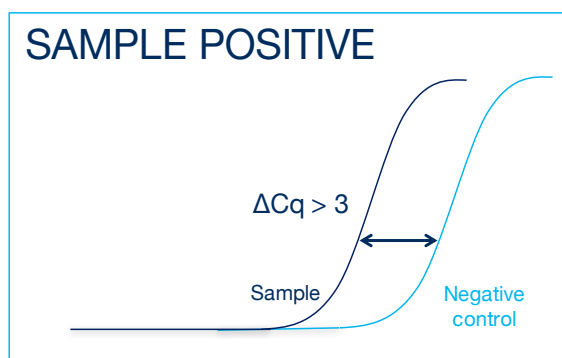 SAMPLE POSITIVE
ΔCq > 3
Sample
Negative
control